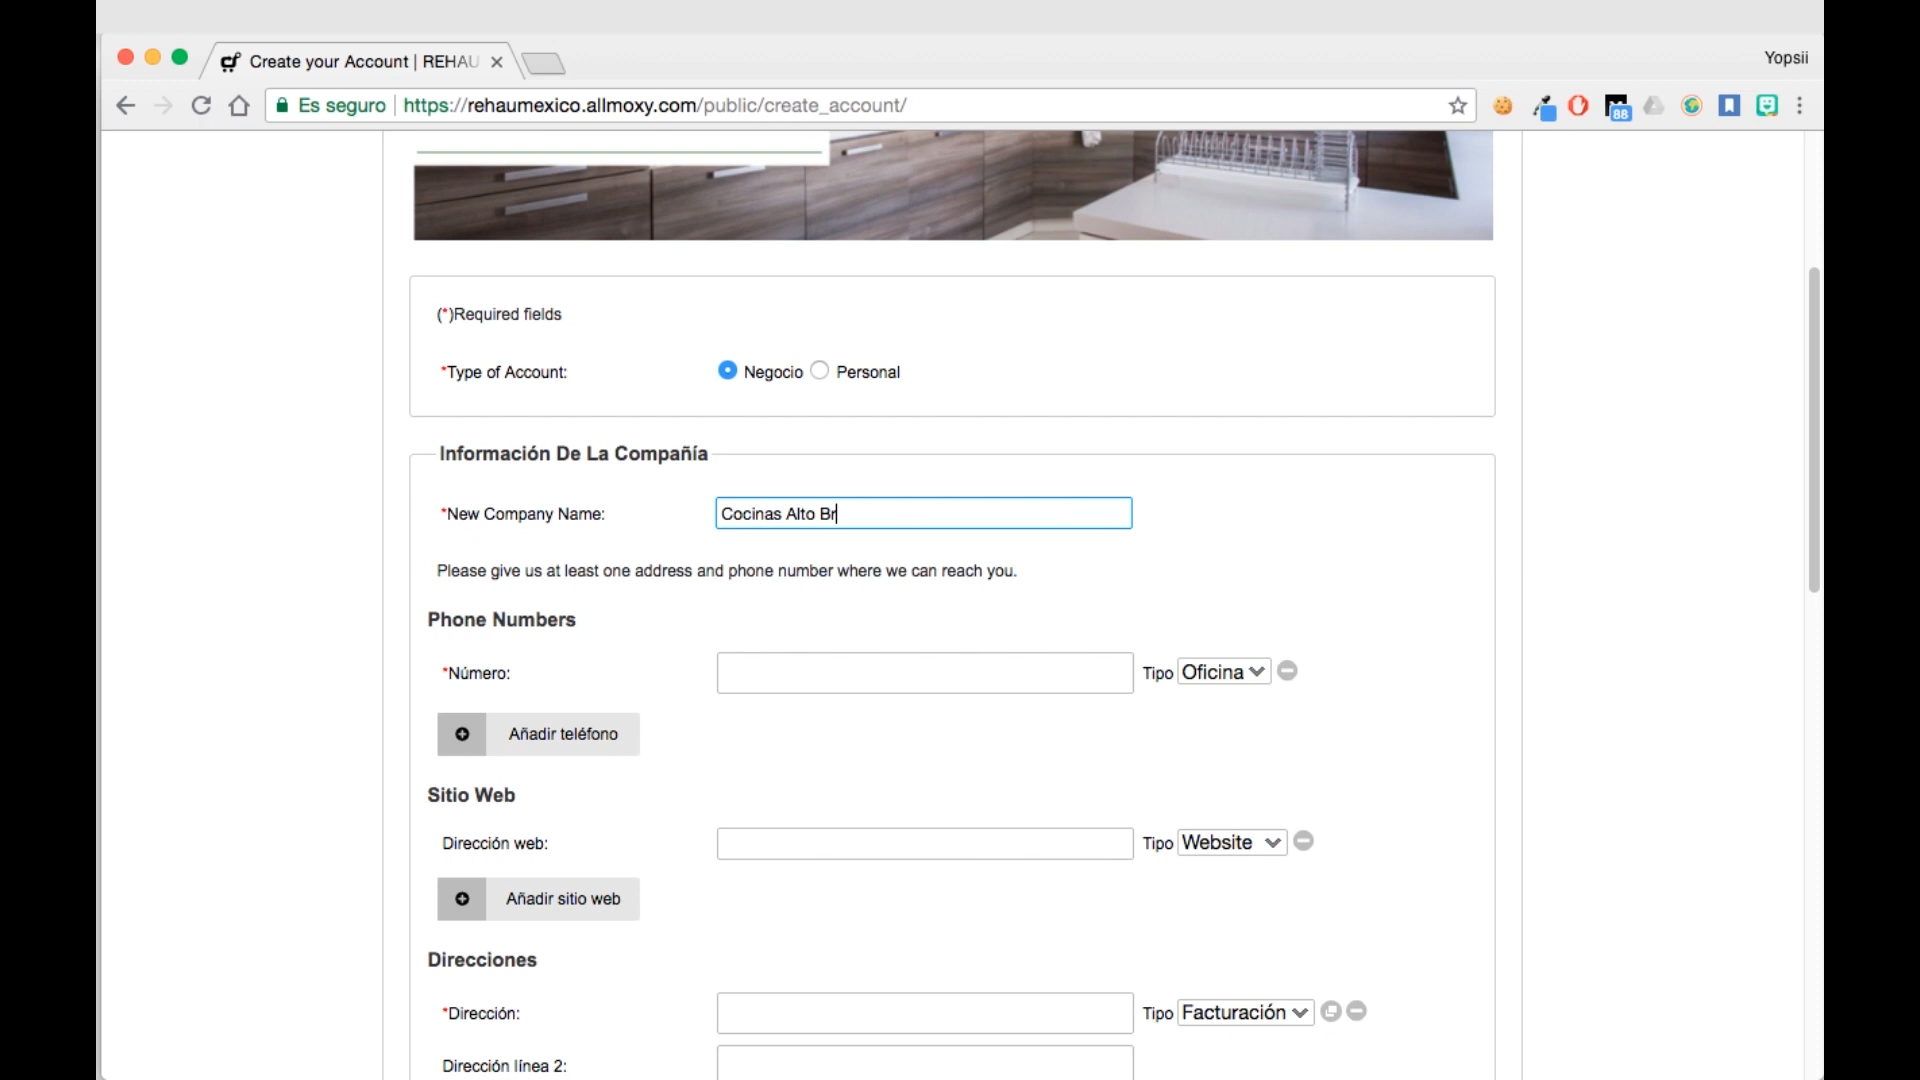 Create your Account | REHAU
Yopsii
Es seguro https://rehaumexico.allmoxy.com/public/create_account/
88
(*)Required fields
*Type of Account: Negocio Personal
Información De La Compañía
*New Company Name: Cocinas Alto Br
Please give us at least one address and phone number where we can reach you.
Phone Numbers
*Número: Tipo Oficina
Añadir teléfono
Sitio Web
Dirección web: Tipo Website
Añadir sitio web
Direcciones
*Dirección: Tipo Facturación
Dirección línea 2: